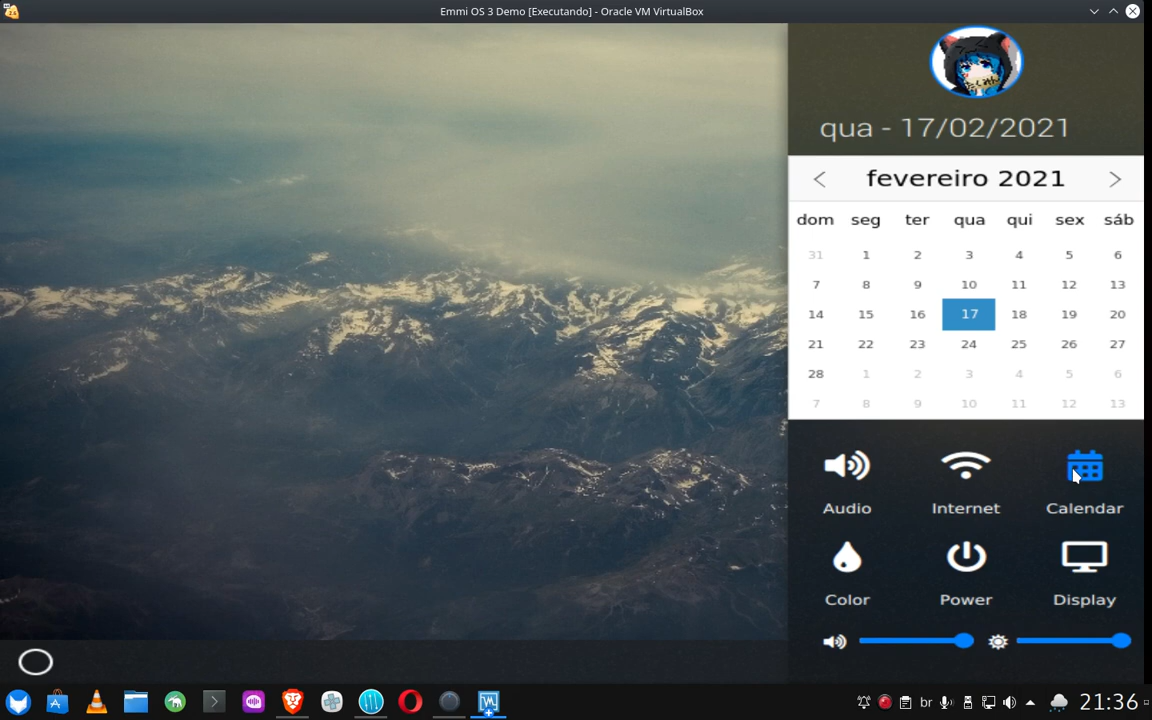 Emmi OS 3 Demo [Executando] - Oracle VM VirtualBox
qua - 17/02/2021
fevereiro 2021
dom seg ter qua qui sex sáb
31 1 2 3 4 5 6
7 8 9 10 11 12 13
14 15 16 17 18 19 20
21 22 23 24 25 26 27
28 1 2 3 4 5 6
7 8 9 10 11 12 13
Audio Internet Calendar
Color Power Display
br 21:36